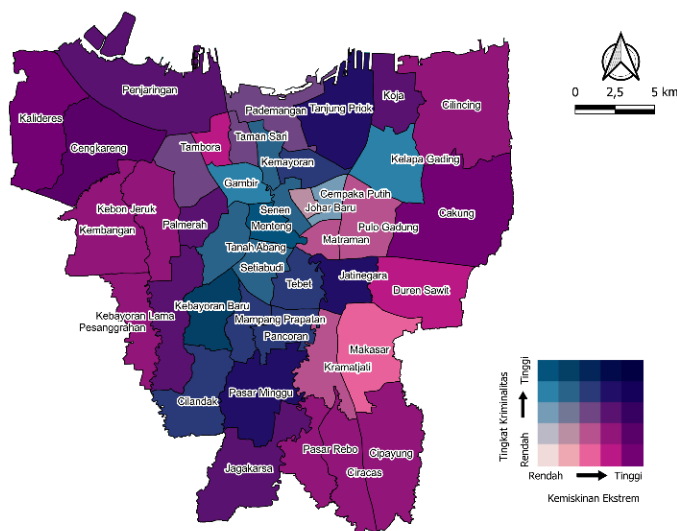 Penjaringan
Kalideres
Cengkareng
Pademangan
Tanjung Priok
Koja
Cilincing
Taman Sari
Tambora
Kemayoran
Kelapa Gading
Gambir
Cempaka Putih
Johar Baru
Senen
Kebon Jeruk
Kembangan
Palmerah
Menteng
Pulo Gadung
Cakung
Matraman
Tanah Abang
Setiabudi
Tebet
Jatinegara
Duren Sawit
Kebayoran Baru
Kebayoran Lama
Pesanggrahan
Mampang Prapatan
Pancoran
Makasar
Kramatjati
Cilandak
Pasar Minggu
Pasar Rebo
Cipayung
Ciracas
Jagakarsa
0 2,5 5 km
Tingkat Kriminalitas
Rendah
Tinggi
Rendah
Tinggi
Kemiskinan Ekstrem